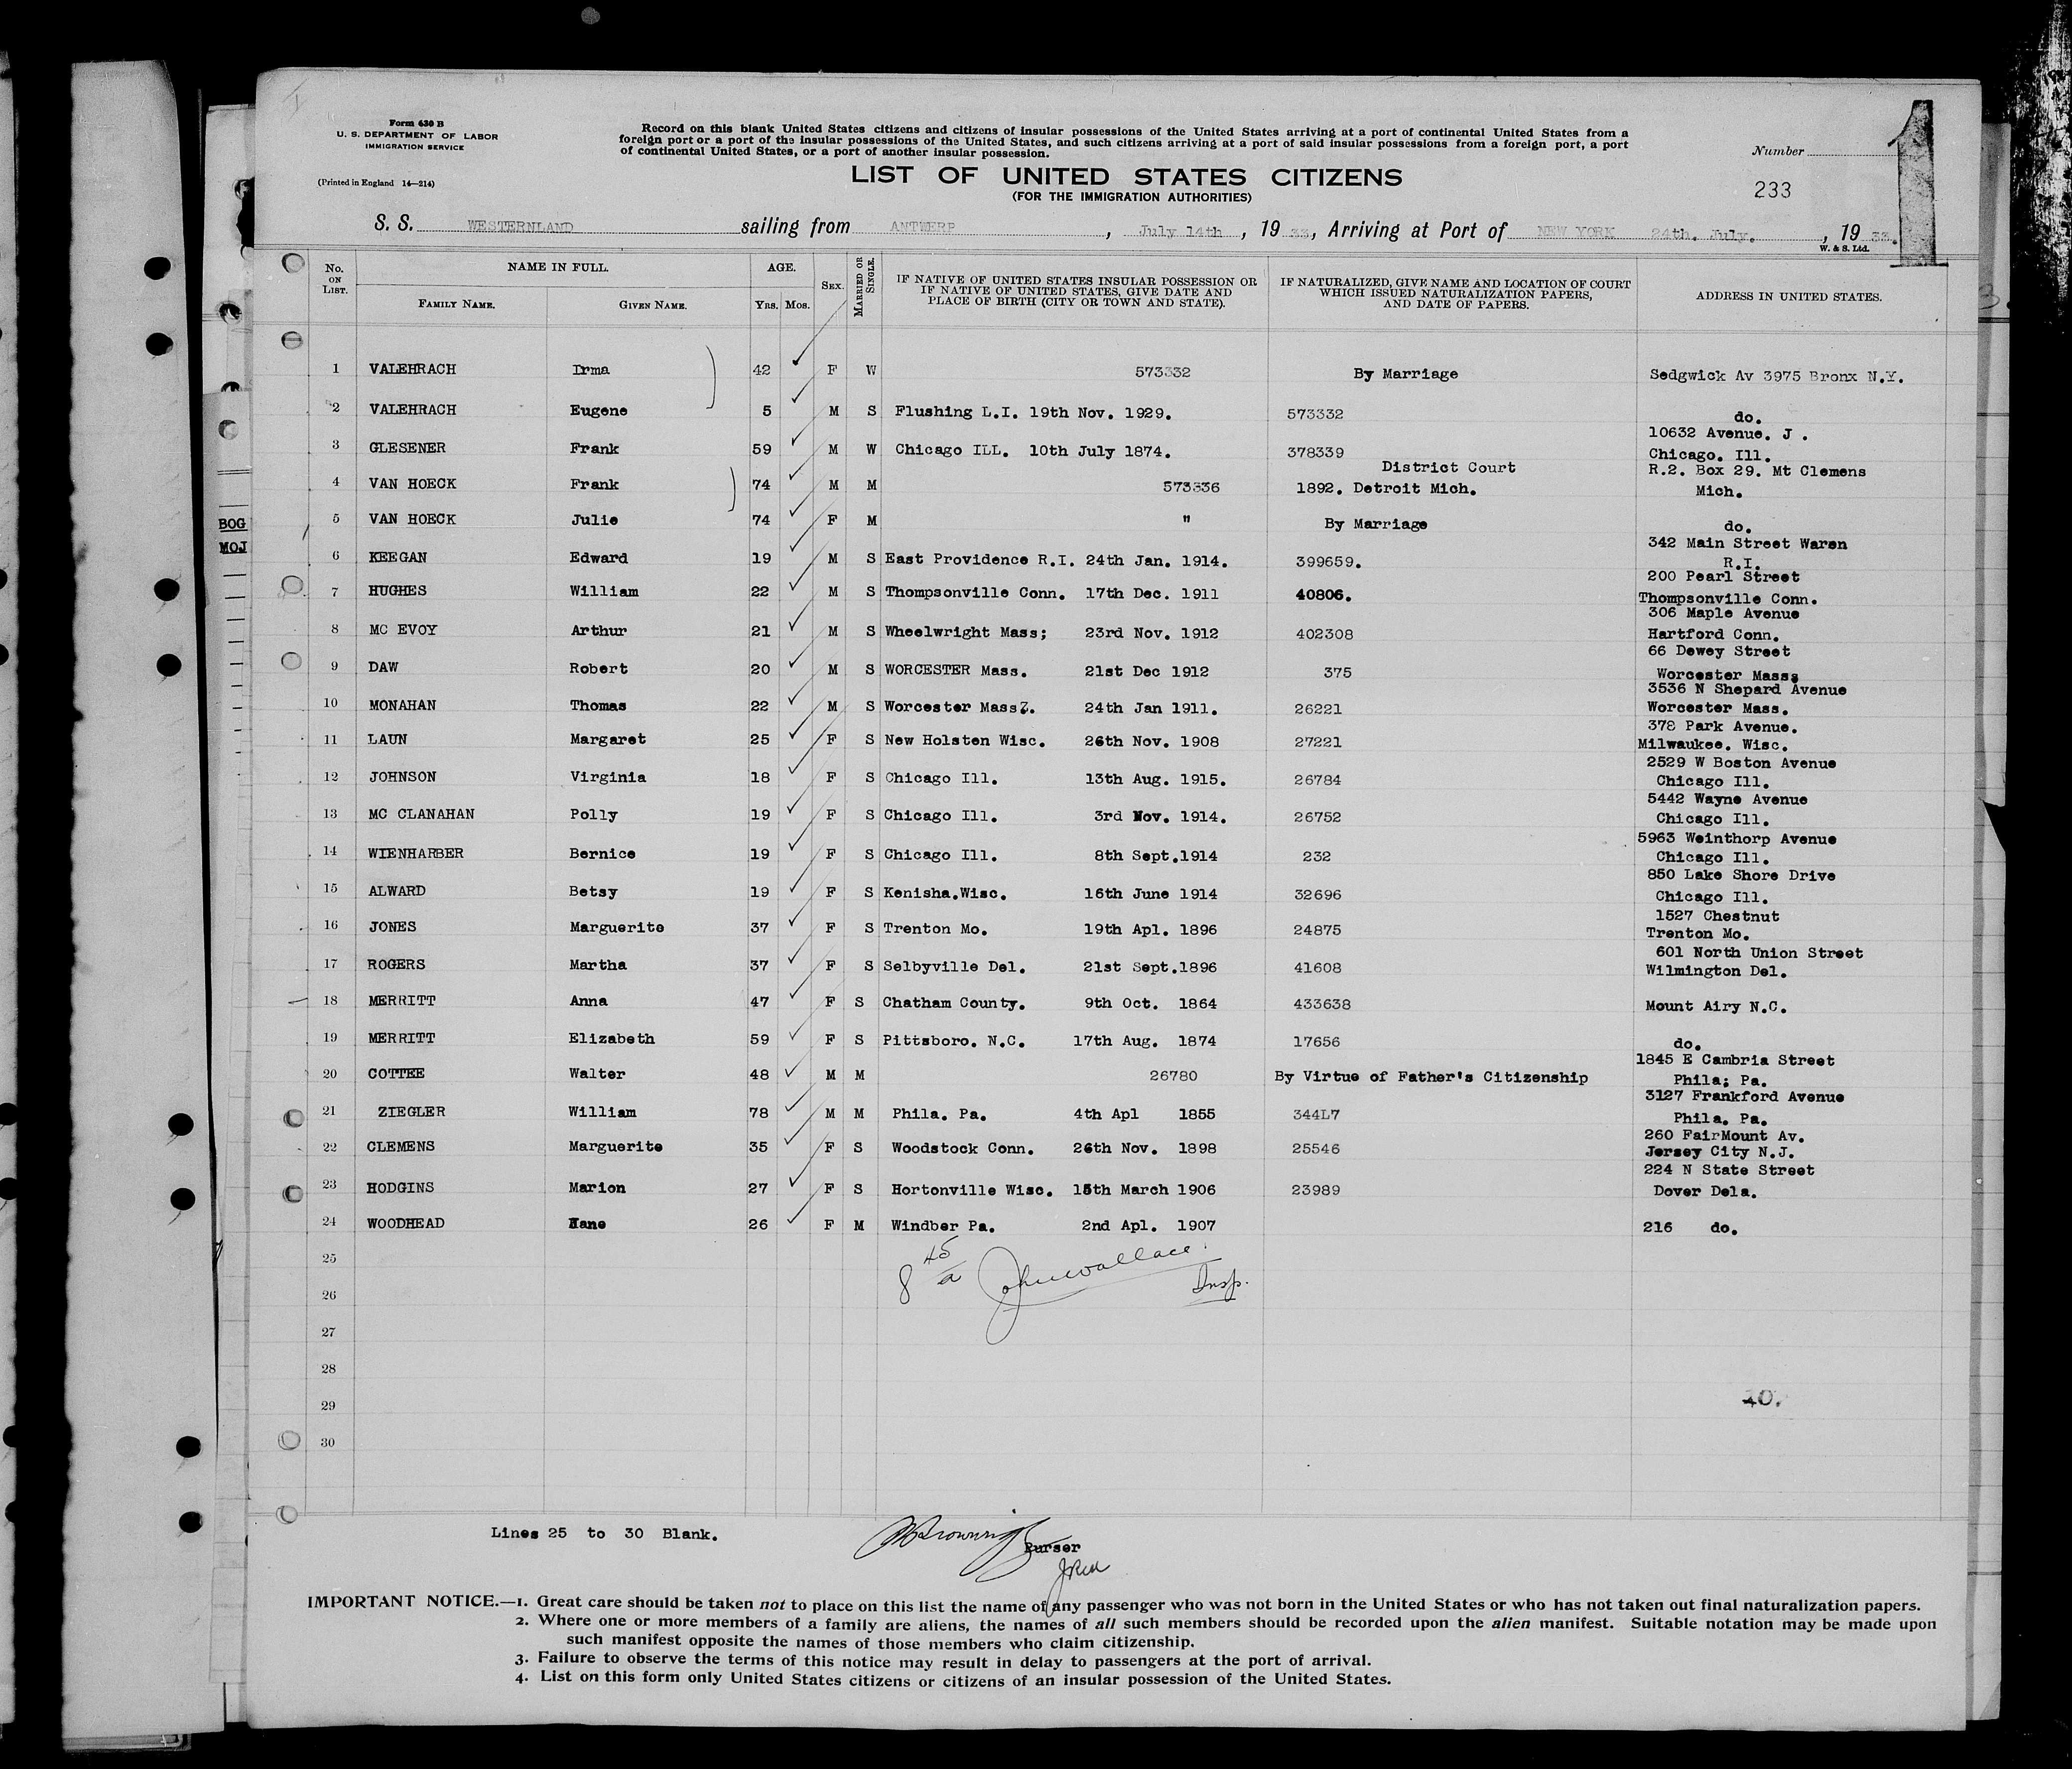 Form 630 B
U. S. DEPARTMENT OF LABOR
IMMIGRATION SERVICE
(Printed in England 14—214)
Record on this blank United States citizens and citizens of insular possessions of the United States arriving at a port of continental United States from a
foreign port or a port of the insular possessions of the United States, and such citizens arriving at a port of said insular possessions from a foreign port, a port
of continental United States, or a port of another insular possession.
LIST OF UNITED STATES CITIZENS
(FOR THE IMMIGRATION AUTHORITIES)
Number
233
1
S. S. WESTERNLAND sailing from ANTWERP, July 14th, 19 33, Arriving at Port of NEW YORK 24th. July., 19 33.
W. & S. Ltd.
No. ON LIST. NAME IN FULL. FAMILY NAME. GIVEN NAME. AGE. YRS. MOS. SEX. MARRIED OR SINGLE. IF NATIVE OF UNITED STATES INSULAR POSSESSION OR IF NATIVE OF UNITED STATES, GIVE DATE AND PLACE OF BIRTH (CITY OR TOWN AND STATE). IF NATURALIZED, GIVE NAME AND LOCATION OF COURT WHICH ISSUED NATURALIZATION PAPERS, AND DATE OF PAPERS. ADDRESS IN UNITED STATES.
1 VALEHRACH Irma 42 F W 573332 By Marriage Sedgwick Av 3975 Bronx N.Y.
2 VALEHRACH Eugene 5 M S Flushing L.I. 19th Nov. 1929. 573332 do.
3 GLESENER Frank 59 M W Chicago ILL. 10th July 1874. 378339 10632 Avenue. J . Chicago. Ill.
4 VAN HOECK Frank 74 M M 573336 District Court 1892. Detroit Mich. R.2. Box 29. Mt Clemens Mich.
5 VAN HOECK Julie 74 F M " By Marriage do.
6 KEEGAN Edward 19 M S East Providence R.I. 24th Jan. 1914. 399659. 342 Main Street Waren R.I.
7 HUGHES William 22 M S Thompsonville Conn. 17th Dec. 1911 40806. 200 Pearl Street Thompsonville Conn.
8 MC EVOY Arthur 21 M S Wheelwright Mass; 23rd Nov. 1912 402308 306 Maple Avenue Hartford Conn.
9 DAW Robert 20 M S WORCESTER Mass. 21st Dec 1912 375 66 Dewey Street Worcester Mass;
10 MONAHAN Thomas 22 M S Worcester MassZ. 24th Jan 1911. 26221 3536 N Shepard Avenue Worcester Mass.
11 LAUN Margaret 25 F S New Holsten Wisc. 26th Nov. 1908 27221 378 Park Avenue. Milwaukee. Wisc.
12 JOHNSON Virginia 18 F S Chicago Ill. 13th Aug. 1915. 26784 2529 W Boston Avenue Chicago Ill.
13 MC CLANAHAN Polly 19 F S Chicago Ill. 3rd Nov. 1914. 26752 5442 Wayne Avenue Chicago Ill.
14 WIENHARBER Bernice 19 F S Chicago Ill. 8th Sept.1914 232 5963 Weinthorp Avenue Chicago Ill.
15 ALWARD Betsy 19 F S Kenisha.Wisc. 16th June 1914 32696 850 Lake Shore Drive Chicago Ill.
16 JONES Marguerite 37 F S Trenton Mo. 19th Apl. 1896 24875 1527 Chestnut Trenton Mo.
17 ROGERS Martha 37 F S Selbyville Del. 21st Sept.1896 41608 601 North Union Street Wilmington Del.
18 MERRITT Anna 47 F S Chatham County. 9th Oct. 1864 433638 Mount Airy N.C.
19 MERRITT Elizabeth 59 F S Pittsboro. N.C. 17th Aug. 1874 17656 do.
20 COTTEE Walter 48 M M 26780 By Virtue of Father's Citizenship 1845 E Cambria Street Phila; Pa.
21 ZIEGLER William 78 M M Phila. Pa. 4th Apl 1855 344L7 3127 Frankford Avenue Phila. Pa.
22 CLEMENS Marguerite 35 F S Woodstock Conn. 26th Nov. 1898 25546 260 FairMount Av. Jersey City N.J.
23 HODGINS Marion 27 F S Hortonville Wisc. 15th March 1906 23989 224 N State Street Dover Dela.
24 WOODHEAD Nane 26 F M Windber Pa. 2nd Apl. 1907 216 do.
25
8 45 a John Wallace Insp.
26
27
28
29
30
Lines 25 to 30 Blank.
Purser
IMPORTANT NOTICE.—1. Great care should be taken not to place on this list the name of any passenger who was not born in the United States or who has not taken out final naturalization papers.
2. Where one or more members of a family are aliens, the names of all such members should be recorded upon the alien manifest. Suitable notation may be made upon
such manifest opposite the names of those members who claim citizenship.
3. Failure to observe the terms of this notice may result in delay to passengers at the port of arrival.
4. List on this form only United States citizens or citizens of an insular possession of the United States.
BOG
MOJ